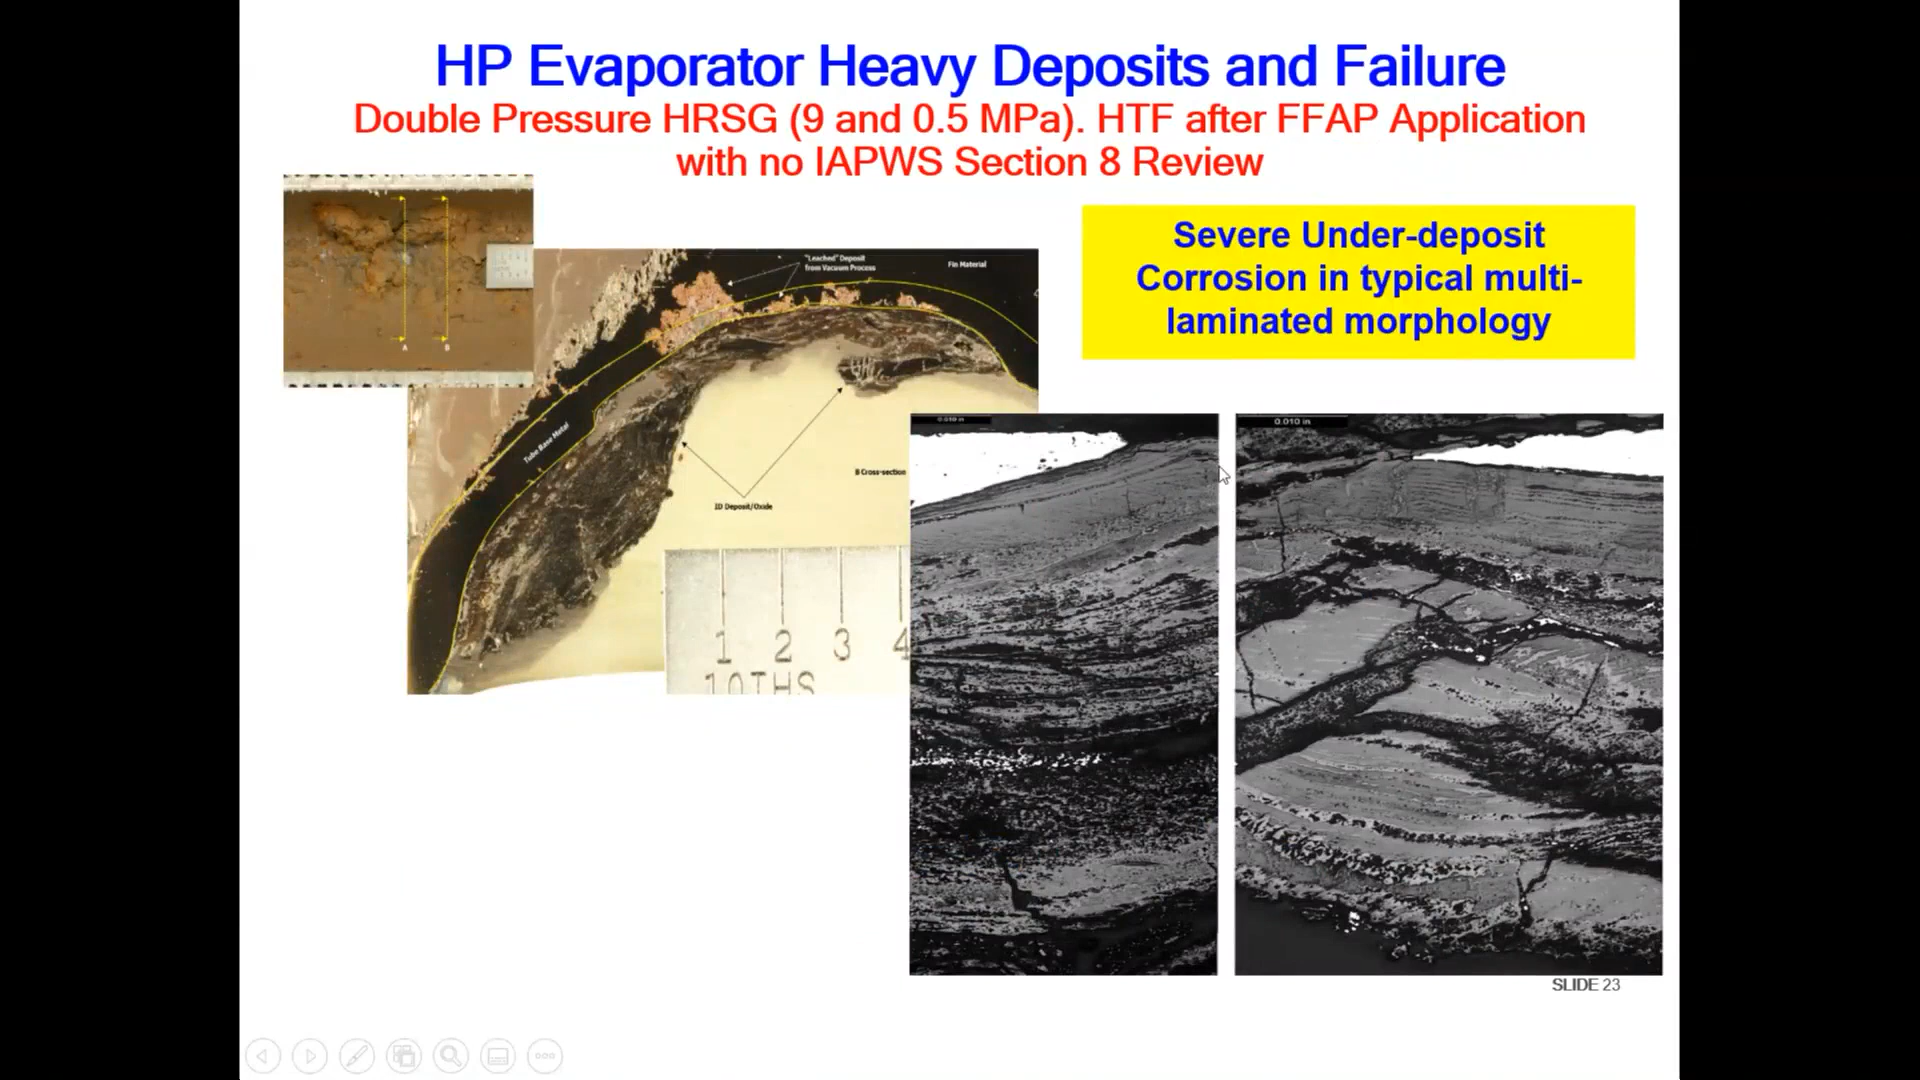 HP Evaporator Heavy Deposits and Failure
Double Pressure HRSG (9 and 0.5 MPa). HTF after FFAP Application
with no IAPWS Section 8 Review
Severe Under-deposit
Corrosion in typical multi-
laminated morphology
A
B
"Leached" Deposit
from Vacuum Process
Fin Material
Tube Base Metal
B Cross-section
ID Deposit/Oxide
1 2 3 4
10THS
0.010 in
0.010 in
SLIDE 23